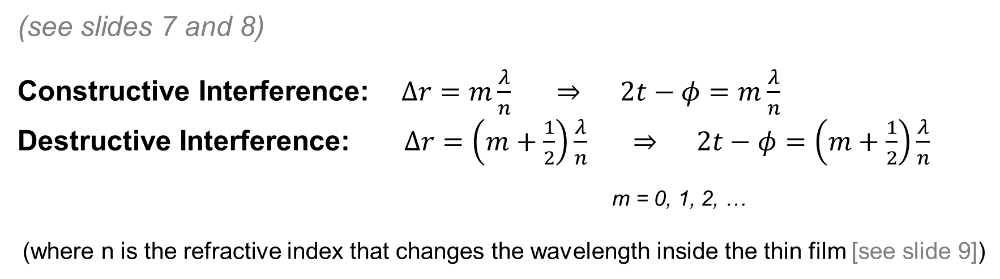 (see slides 7 and 8)
Constructive Interference: Δr = m λ/n ⇒ 2t − ϕ = m λ/n
Destructive Interference: Δr = (m + 1/2) λ/n ⇒ 2t − ϕ = (m + 1/2) λ/n
m = 0, 1, 2, …
(where n is the refractive index that changes the wavelength inside the thin film [see slide 9])